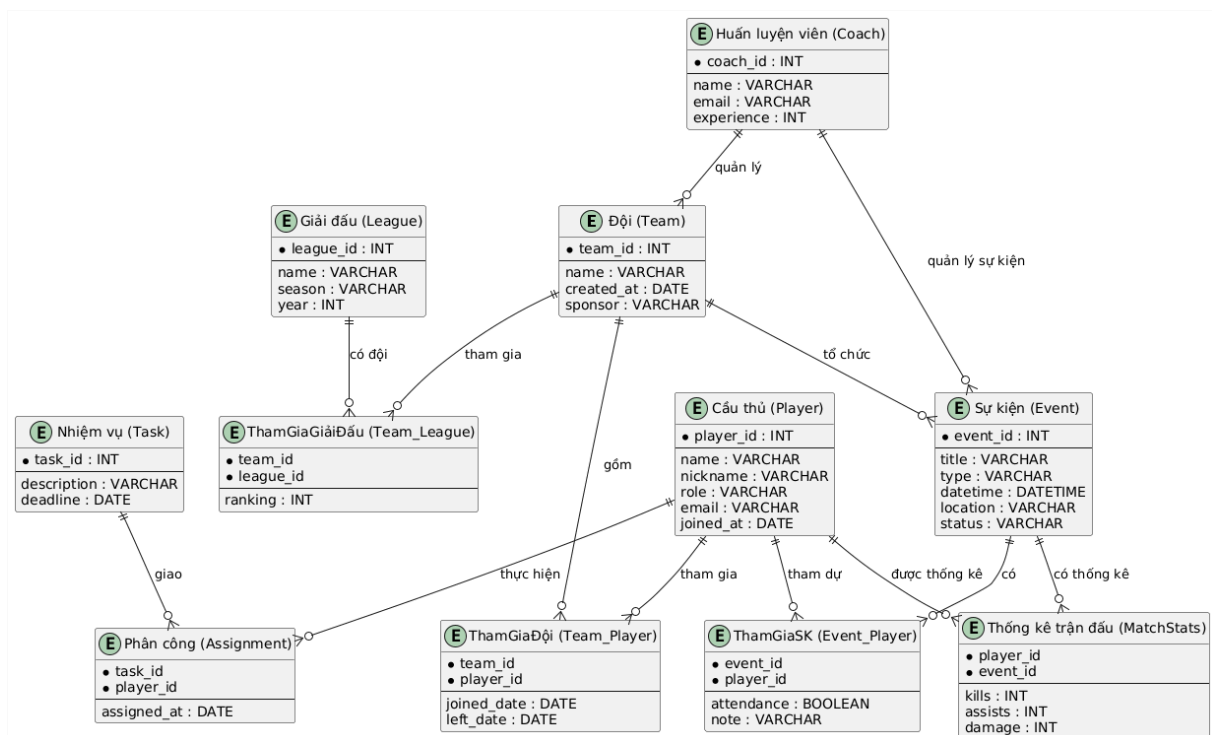 E Huấn luyện viên (Coach)
coach_id : INT
name : VARCHAR
email : VARCHAR
experience : INT
quản lý
quản lý sự kiện
E Giải đấu (League)
league_id : INT
name : VARCHAR
season : VARCHAR
year : INT
E Đội (Team)
team_id : INT
name : VARCHAR
created_at : DATE
sponsor : VARCHAR
có đội
tham gia
tổ chức
gồm
E Nhiệm vụ (Task)
task_id : INT
description : VARCHAR
deadline : DATE
E ThamGiaGiảiĐấu (Team_League)
team_id
league_id
ranking : INT
E Cầu thủ (Player)
player_id : INT
name : VARCHAR
nickname : VARCHAR
role : VARCHAR
email : VARCHAR
joined_at : DATE
E Sự kiện (Event)
event_id : INT
title : VARCHAR
type : VARCHAR
datetime : DATETIME
location : VARCHAR
status : VARCHAR
giao
thực hiện
tham gia
tham dự
được thống kê
có
có thống kê
E Phân công (Assignment)
task_id
player_id
assigned_at : DATE
E ThamGiaĐội (Team_Player)
team_id
player_id
joined_date : DATE
left_date : DATE
E ThamGiaSK (Event_Player)
event_id
player_id
attendance : BOOLEAN
note : VARCHAR
E Thống kê trận đấu (MatchStats)
player_id
event_id
kills : INT
assists : INT
damage : INT